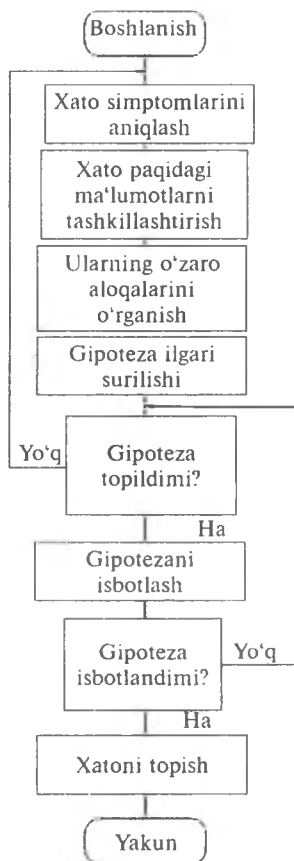 Boshlanish
Xato simptomlarini
aniqlash
Xato paqidagi
ma‘lumotlarni
tashkillashtirish
Ularning o‘zaro
aloqalarini
o‘rganish
Gipoteza ilgari
surilishi
Yo‘q
Gipoteza
topildimi?
Ha
Gipotezani
isbotlash
Gipoteza
isbotlandimi?
Yo‘q
Ha
Xatoni topish
Yakun